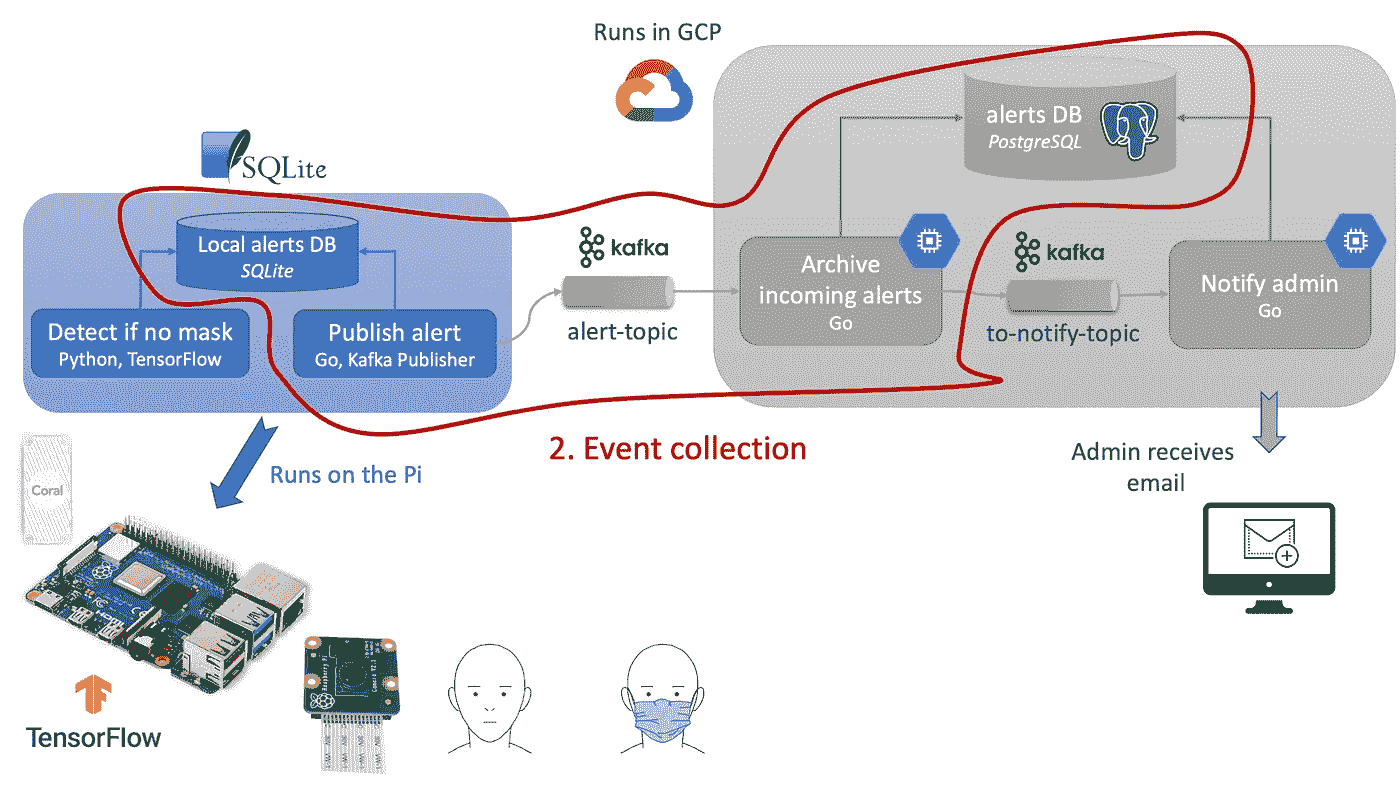 Runs in GCP
alerts DB
PostgreSQL
SQLite
Local alerts DB
SQLite
kafka
Archive
incoming alerts
Go
kafka
Notify admin
Go
Detect if no mask
Python, TensorFlow
Publish alert
Go, Kafka Publisher
alert-topic
to-notify-topic
2. Event collection
Admin receives
email
Runs on the Pi
Coral
TensorFlow
Raspberry Pi